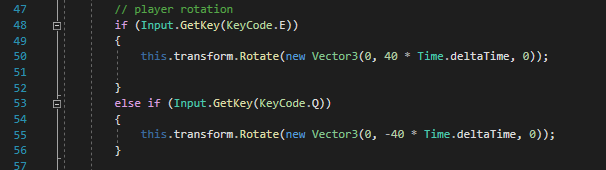 47 // player rotation
48 if (Input.GetKey(KeyCode.E))
49 {
50 this.transform.Rotate(new Vector3(0, 40 * Time.deltaTime, 0));
51
52 }
53 else if (Input.GetKey(KeyCode.Q))
54 {
55 this.transform.Rotate(new Vector3(0, -40 * Time.deltaTime, 0));
56 }
57